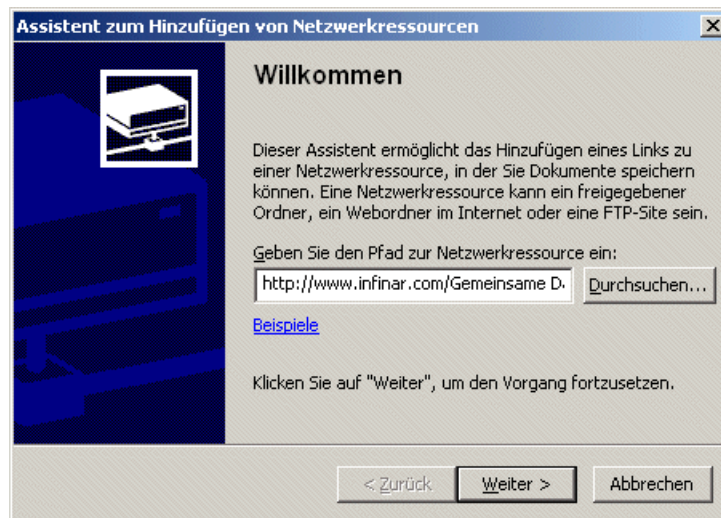 Assistent zum Hinzufügen von Netzwerkressourcen
Willkommen
Dieser Assistent ermöglicht das Hinzufügen eines Links zu
einer Netzwerkressource, in der Sie Dokumente speichern
können. Eine Netzwerkressource kann ein freigegebener
Ordner, ein Webordner im Internet oder eine FTP-Site sein.
Geben Sie den Pfad zur Netzwerkressource ein:
http://www.infinar.com/Gemeinsame D
Durchsuchen...
Beispiele
Klicken Sie auf "Weiter", um den Vorgang fortzusetzen.
< Zurück
Weiter >
Abbrechen